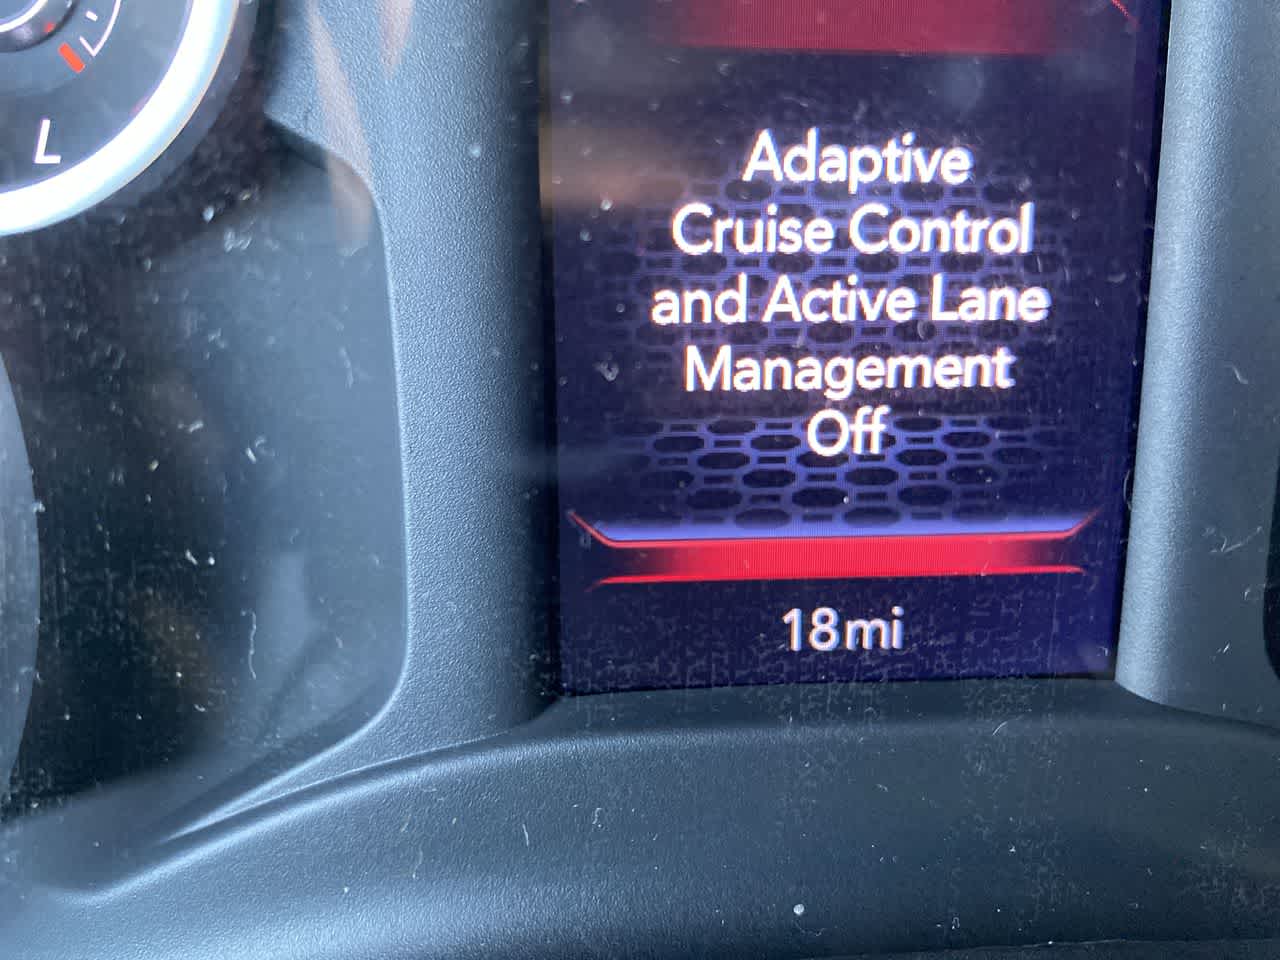 L
Adaptive
Cruise Control
and Active Lane
Management
Off
18mi